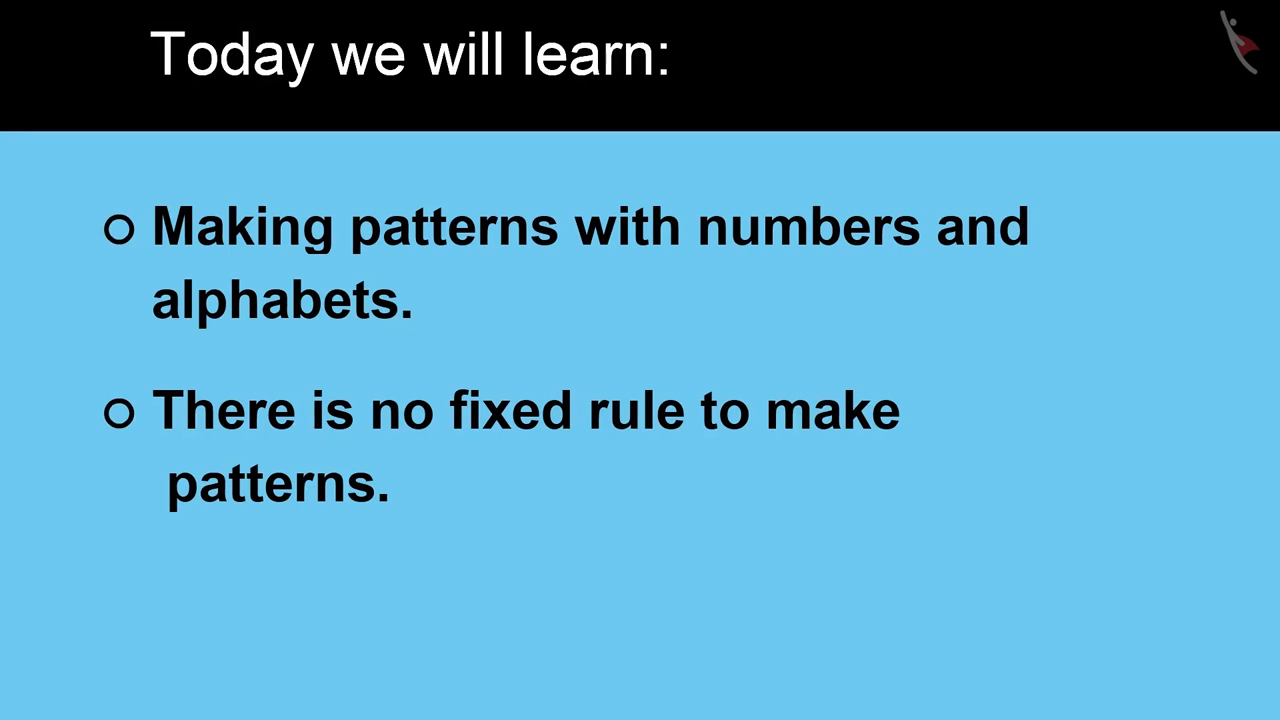 Today we will learn:
Making patterns with numbers and
alphabets.
There is no fixed rule to make
patterns.